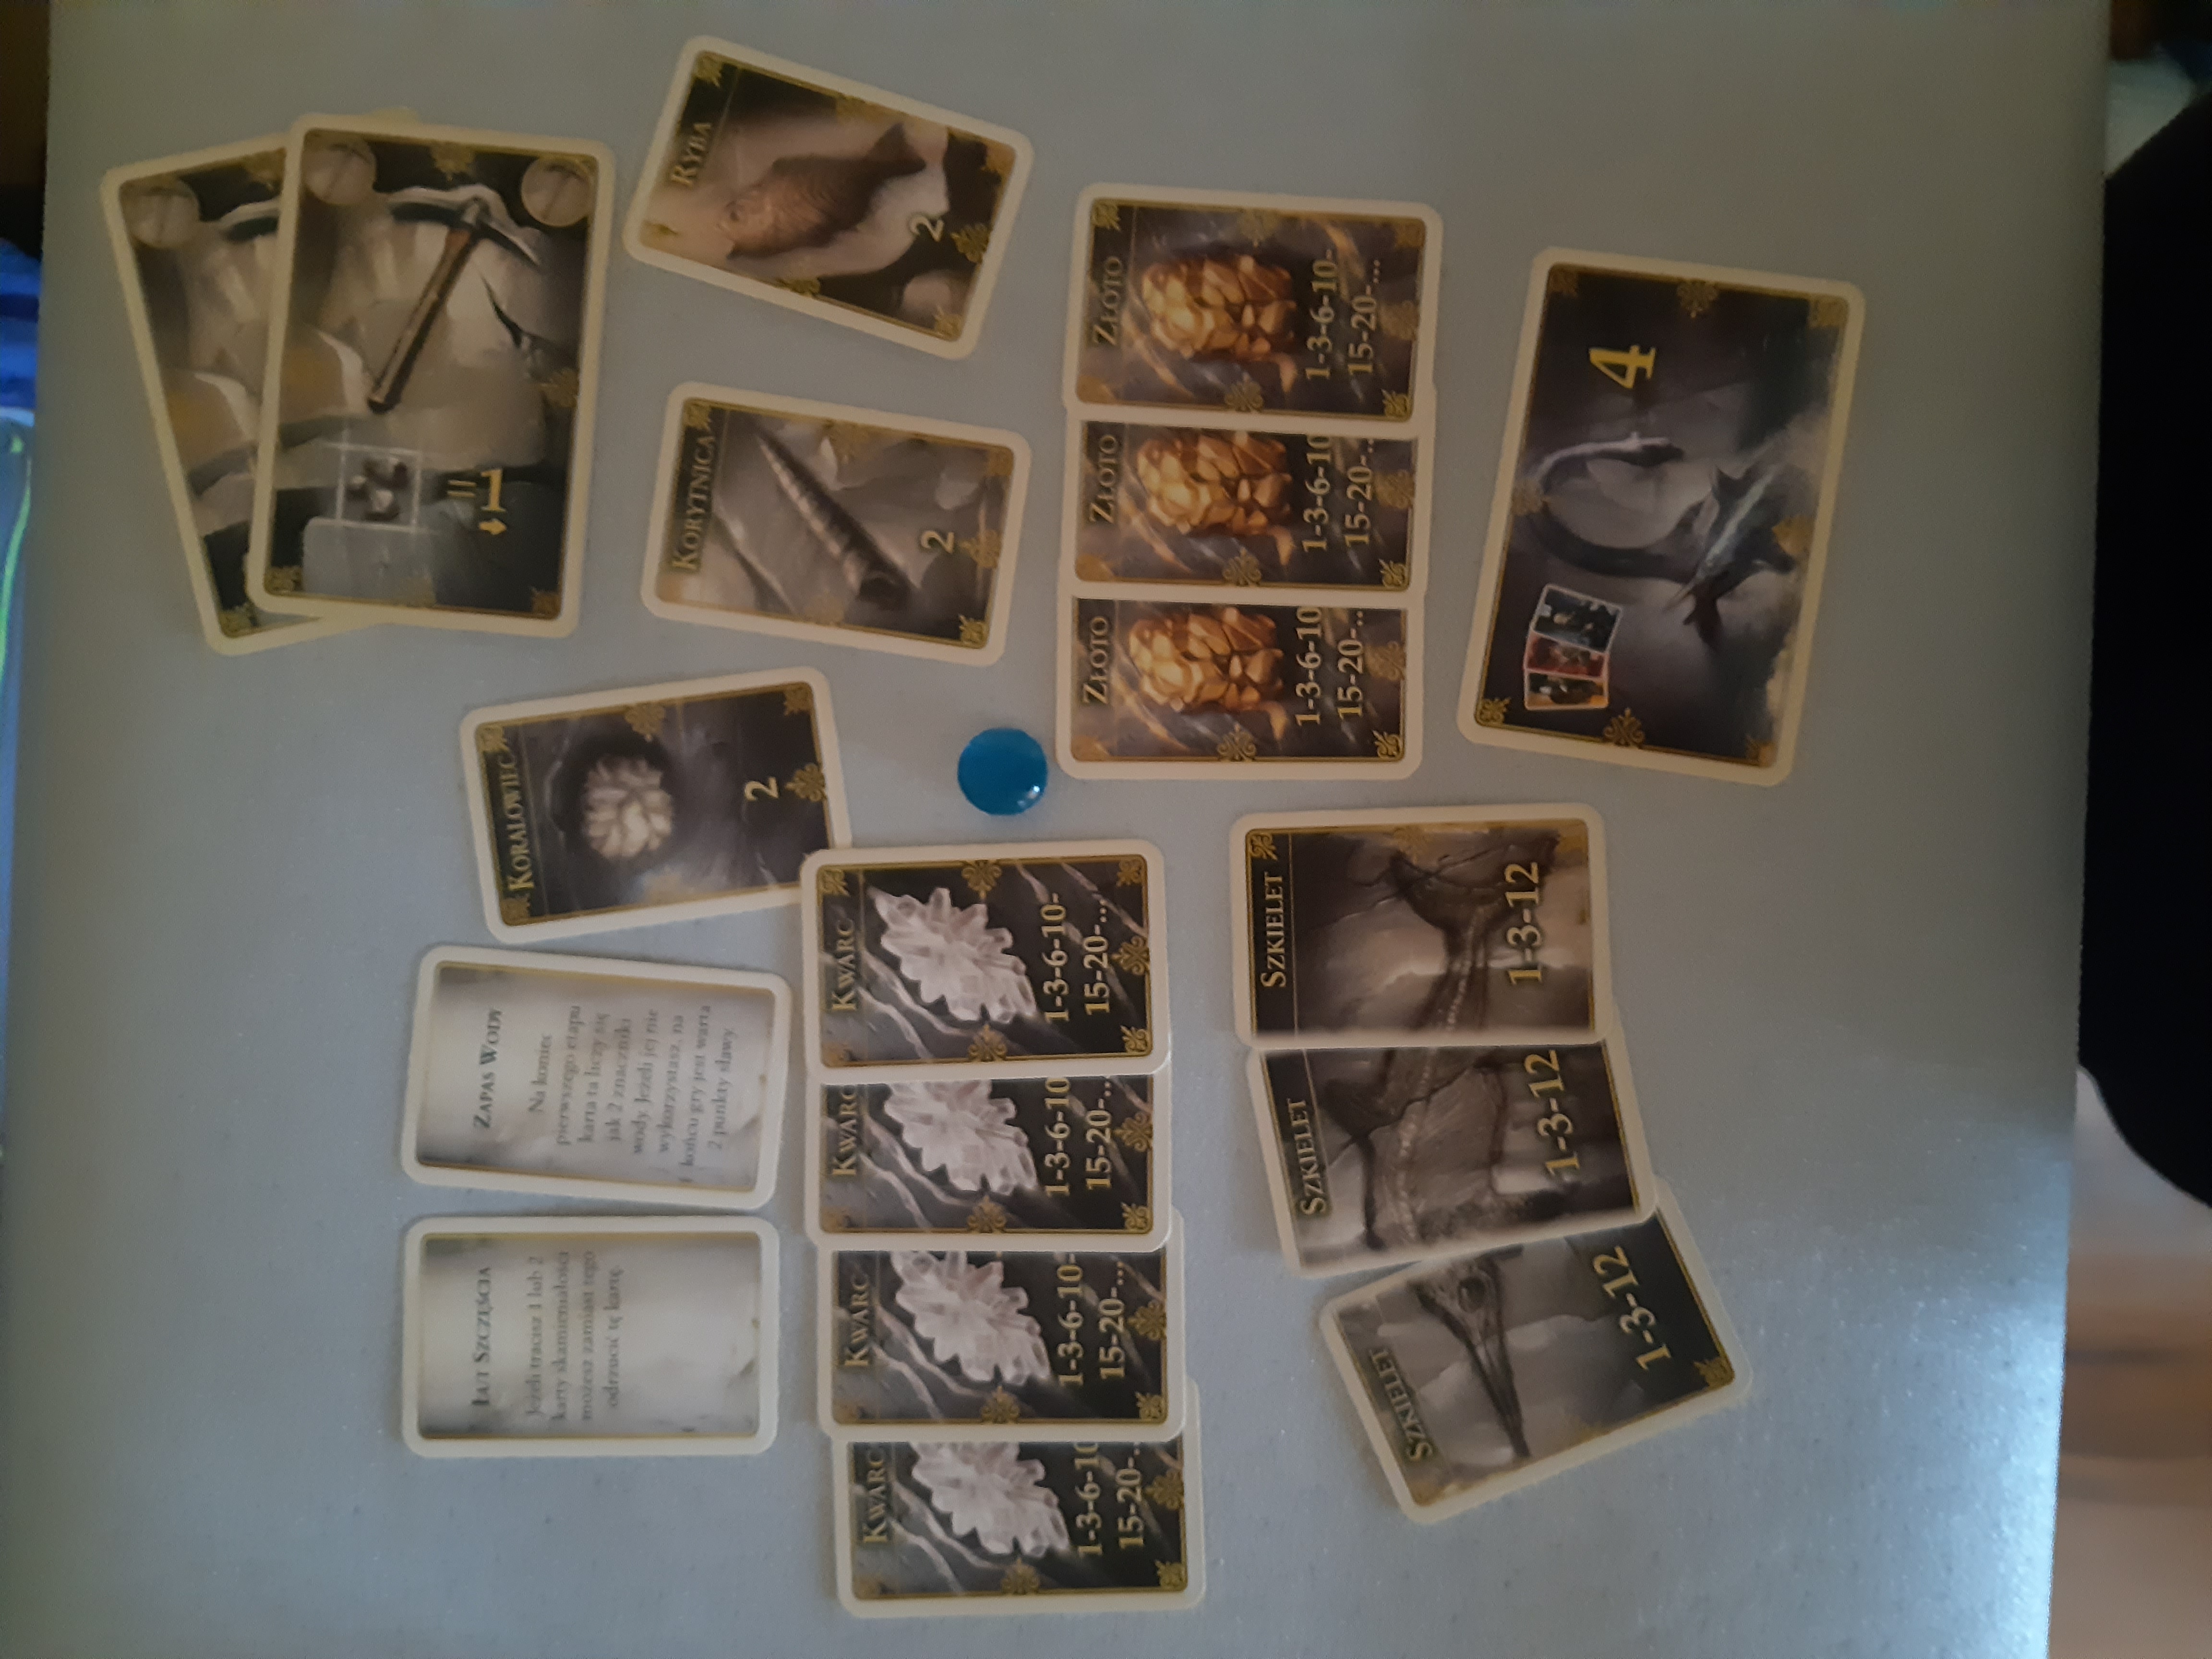 Łut Szczęścia
Jeżeli tracisz 1 lub 2
karty skamieniałości
możesz zamiast tego
odrzucić tę kartę.
Zapas Wody
Na koniec
pierwszego etapu
karta ta liczy się
jak 2 znaczniki
wody. Jeżeli jej nie
wykorzystasz, na
końcu gry jest warta
2 punkty sławy.
Koralowiec
2
=1
Korytnica
2
Ryba
2
Kwarc
1-3-6-10
15-20-..
Kwarc
1-3-6-10-
15-20-...
Kwarc
1-3-6-10
15-20-...
Kwarc
1-3-6-10-
15-20-...
Złoto
1-3-6-10
15-20-..
Złoto
1-3-6-10
15-20-..
Złoto
1-3-6-10-
15-20-...
Szkielet
1-3-12
Szkielet
1-3-12
Szkielet
1-3-12
4